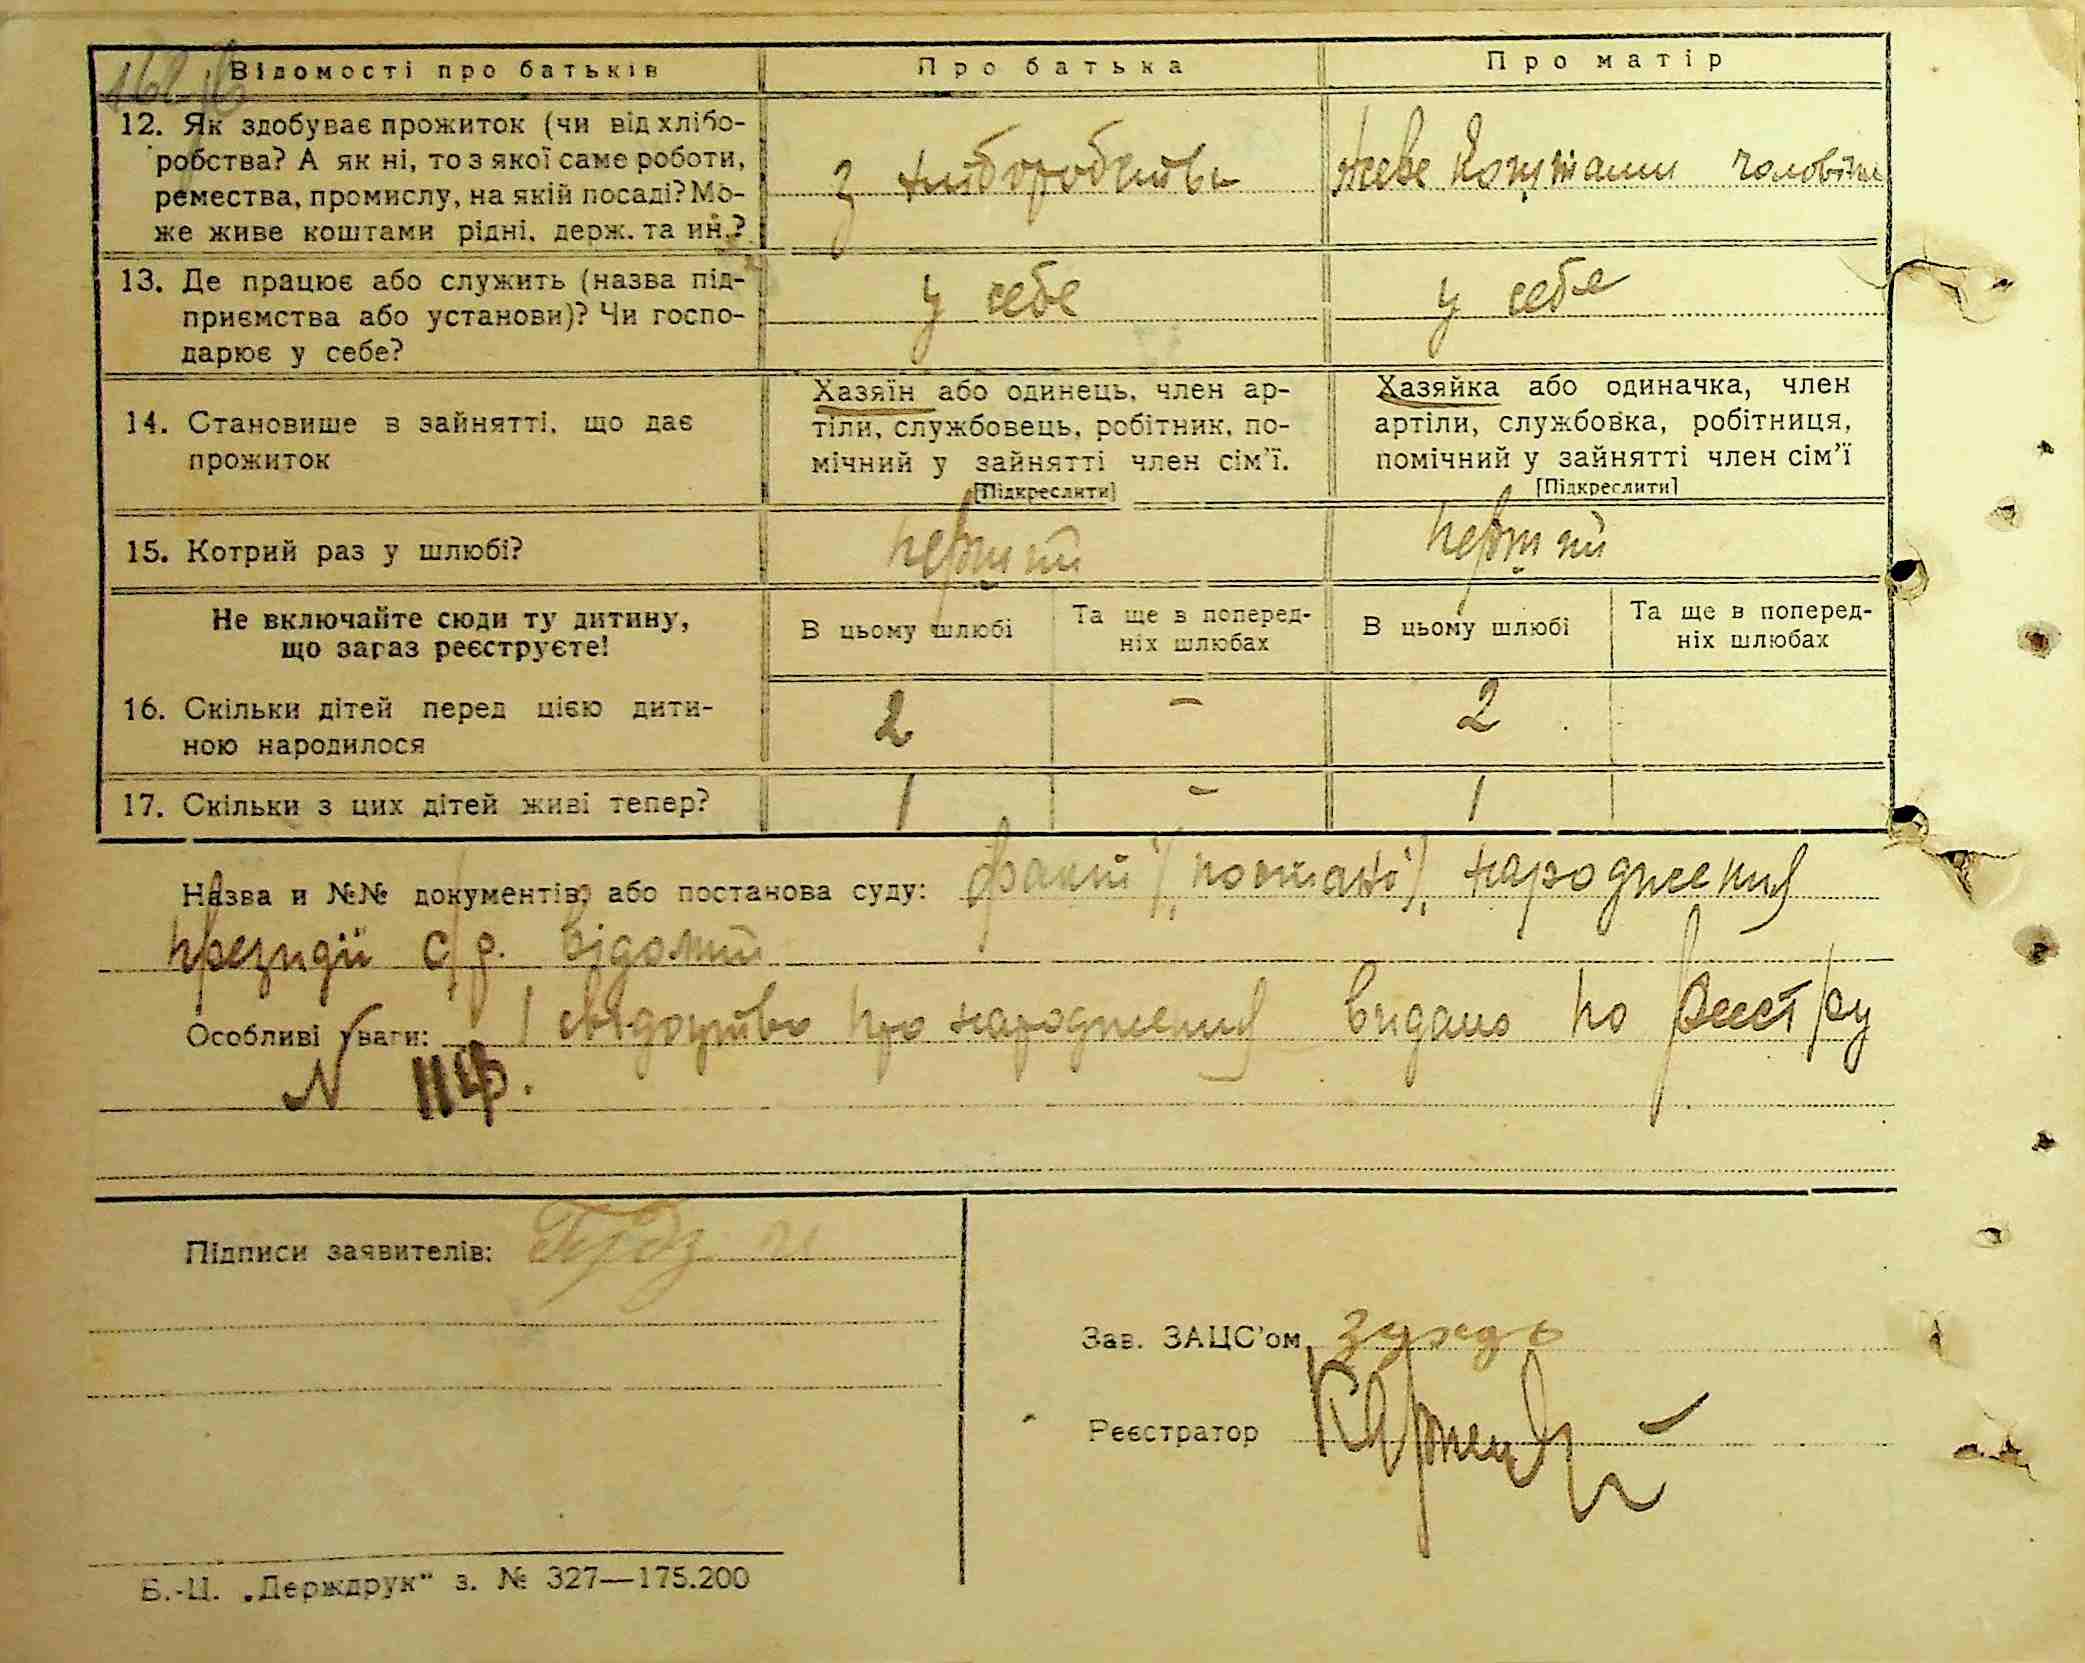 Відомості про батьків
Про батька
Про матір
12. Як здобуває прожиток (чи від хлібо-
робства? А як ні, то з якої саме роботи,
ремества, промислу, на якій посаді? Мо-
же живе коштами рідні, держ. та ин.?
з хліборобства
живе коштами чоловіка
13. Де працює або служить (назва під-
приємства або установи)? Чи госпо-
дарює у себе?
у себе
у себе
14. Становише в зайнятті, що дає
прожиток
Хазяїн або одинець, член ар-
тіли, службовець, робітник, по-
мічний у зайнятті член сім'ї.
[Підкреслити]
Хазяйка або одиначка, член
артіли, службовка, робітниця,
помічний у зайнятті член сім'ї
[Підкреслити]
15. Котрий раз у шлюбі?
перший
перший
Не включайте сюди ту дитину,
що зараз реєструєте!
В цьому шлюбі
Та ще в поперед-
ніх шлюбах
В цьому шлюбі
Та ще в поперед-
ніх шлюбах
16. Скільки дітей перед цією дити-
ною народилося
2
-
2
17. Скільки з цих дітей живі тепер?
1
-
1
Назва и №№ документів, або постанова суду: народження
президії с/р. відомий
Особливі уваги: 1 свідоцтво про народження видано по реєстру
N
Підписи заявителів:
Зав. ЗАЦС'ом
Реєстратор
Б.-Ц. „Держдрук" з. № 327—175.200